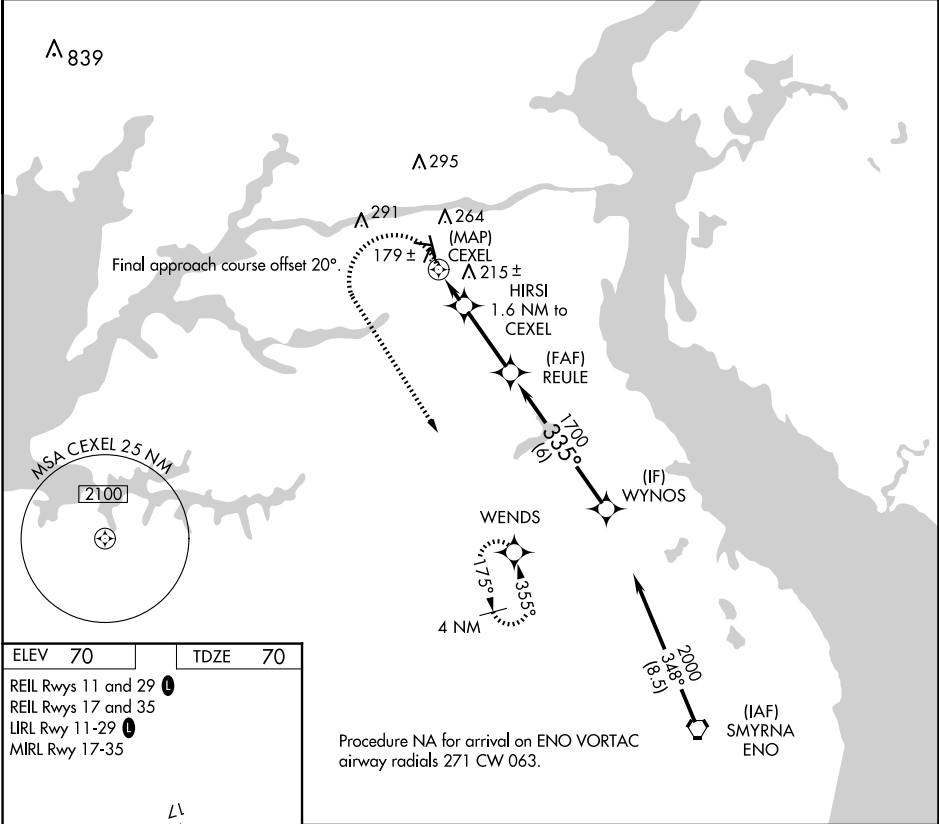 839
295
291
264
(MAP)
CEXEL
179 ±
215 ±
Final approach course offset 20°.
HIRSI
1.6 NM to
CEXEL
(FAF)
REULE
1700
335°
(6)
(IF)
WYNOS
MSA CEXEL 25 NM
2100
WENDS
175°
355°
4 NM
2000
348°
(8.5)
(IAF)
SMYRNA
ENO
Procedure NA for arrival on ENO VORTAC
airway radials 271 CW 063.
ELEV 70
TDZE 70
REIL Rwys 11 and 29 L
REIL Rwys 17 and 35
LIRL Rwy 11-29 L
MIRL Rwy 17-35
17